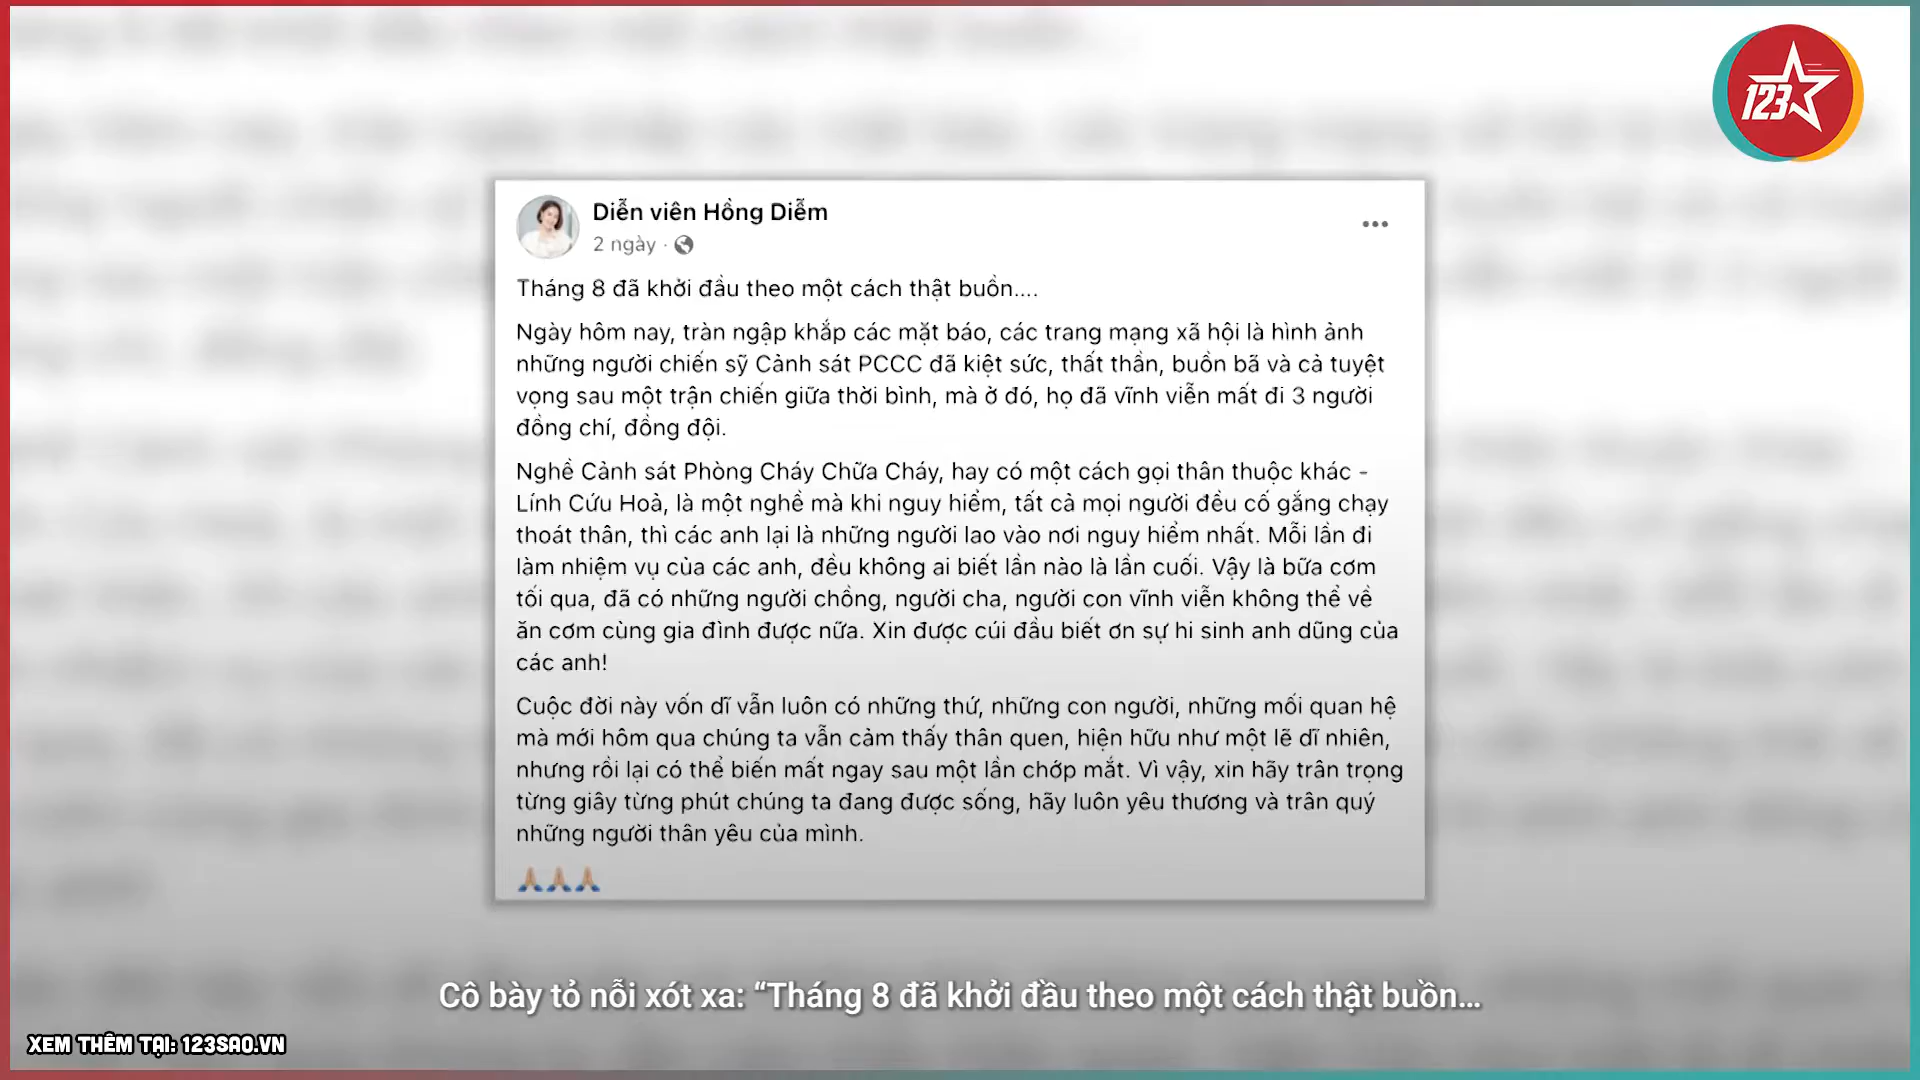 123
Diễn viên Hồng Diễm
2 ngày ·
Tháng 8 đã khởi đầu theo một cách thật buồn....
Ngày hôm nay, tràn ngập khắp các mặt báo, các trang mạng xã hội là hình ảnh
những người chiến sỹ Cảnh sát PCCC đã kiệt sức, thất thần, buồn bã và cả tuyệt
vọng sau một trận chiến giữa thời bình, mà ở đó, họ đã vĩnh viễn mất đi 3 người
đồng chí, đồng đội.
Nghề Cảnh sát Phòng Cháy Chữa Cháy, hay có một cách gọi thân thuộc khác -
Lính Cứu Hoả, là một nghề mà khi nguy hiểm, tất cả mọi người đều cố gắng chạy
thoát thân, thì các anh lại là những người lao vào nơi nguy hiểm nhất. Mỗi lần đi
làm nhiệm vụ của các anh, đều không ai biết lần nào là lần cuối. Vậy là bữa cơm
tối qua, đã có những người chồng, người cha, người con vĩnh viễn không thể về
ăn cơm cùng gia đình được nữa. Xin được cúi đầu biết ơn sự hi sinh anh dũng của
các anh!
Cuộc đời này vốn dĩ vẫn luôn có những thứ, những con người, những mối quan hệ
mà mới hôm qua chúng ta vẫn cảm thấy thân quen, hiện hữu như một lẽ dĩ nhiên,
nhưng rồi lại có thể biến mất ngay sau một lần chớp mắt. Vì vậy, xin hãy trân trọng
từng giây từng phút chúng ta đang được sống, hãy luôn yêu thương và trân quý
những người thân yêu của mình.
🙏🏼🙏🏼🙏🏼
Cô bày tỏ nỗi xót xa: “Tháng 8 đã khởi đầu theo một cách thật buồn...
XEM THÊM TẠI: 123SAO.VN